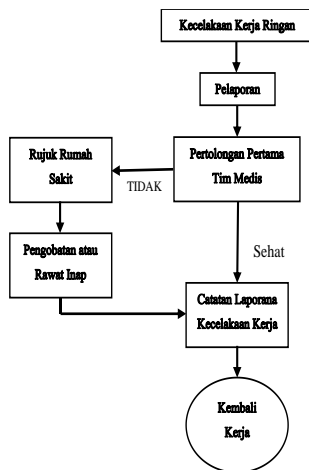 Kecelakaan Kerja Ringan
Pelaporan
Pertolongan Pertama
Tim Medis
TIDAK
Rujuk Rumah
Sakit
Pengobatan atau
Rawat Inap
Sehat
Catatan Laporana
Kecelakaan Kerja
Kembali
Kerja